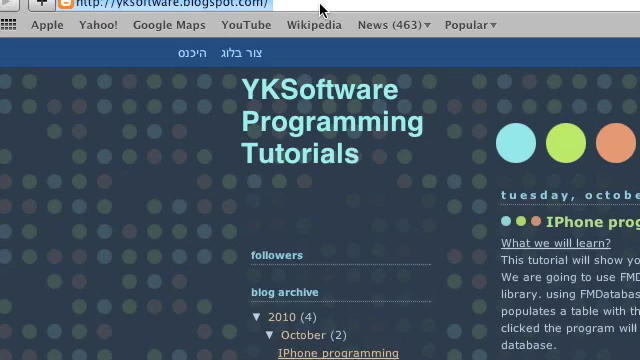 http://yksoftware.blogspot.com/
Apple Yahoo! Google Maps YouTube Wikipedia News (463) Popular
צור בלוג היכנס
YKSoftware
Programming
Tutorials
followers
blog archive
2010 (4)
October (2)
IPhone programming
tuesday, octobe
IPhone prog
What we will learn?
This tutorial will show yo
We are going to use FMD
library. using FMDatabas
populates a table with th
clicked the program will
database.